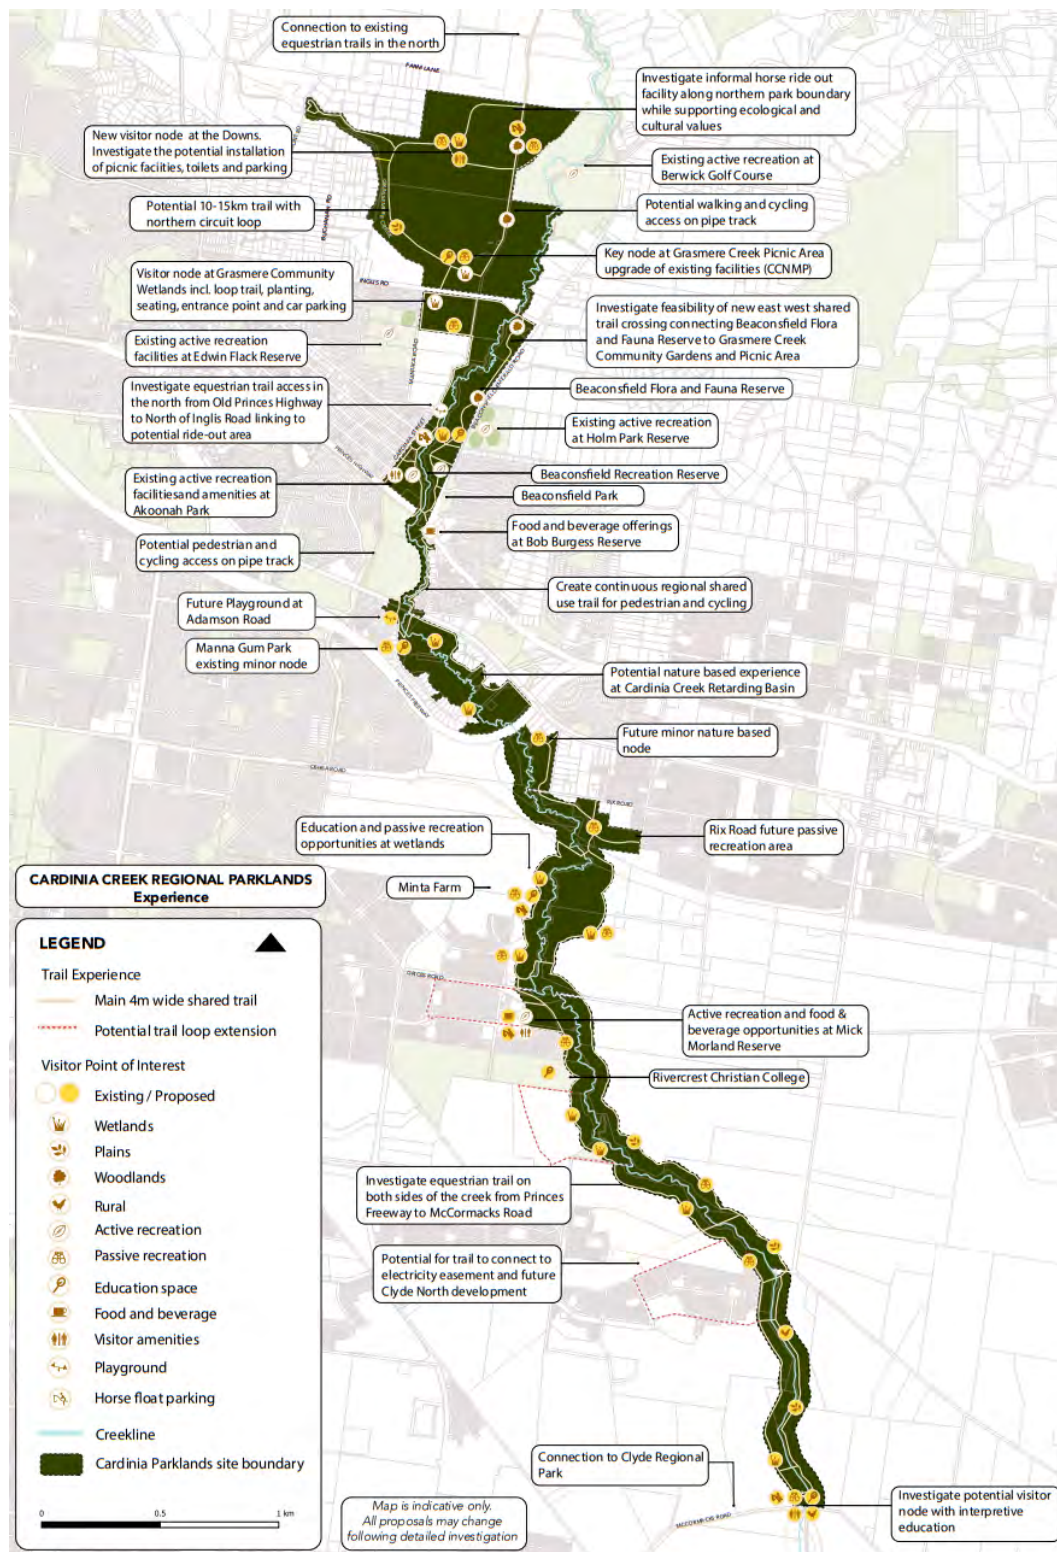 Connection to existing
equestrian trails in the north
Investigate informal horse ride out
facility along northern park boundary
while supporting ecological and
cultural values
New visitor node at the Downs.
Investigate the potential installation
of picnic faciities, toilets and parking
Existing active recreation at
Berwick Golf Course
Potential 10-15km trail with
northern circuit loop
Potential walking and cycling
access on pipe track
Key node at Grasmere Creek Picnic Area
upgrade of existing facilities (CCNMP)
Visitor node at Grasmere Community
Wetlands incl. loop trail, planting,
seating, entrance point and car parking
INGLIS RD
Investigate feasibility of new east west shared
trail crossing connecting Beaconsfield Flora
and Fauna Reserve to Grasmere Creek
Community Gardens and Picnic Area
Existing active recreation
facilities at Edwin Flack Reserve
Investigate equestrian trail access in
the north from Old Princes Highway
to North of Inglis Road linking to
potential ride-out area
Beaconsfield Flora and Fauna Reserve
Existing active recreation
at Holm Park Reserve
PRINCES HIGHWAY
Existing active recreation
facilitiesand amenities at
Akoonah Park
Beaconsfield Recreation Reserve
Beaconsfield Park
Food and beverage offerings
at Bob Burgess Reserve
Potential pedestrian and
cycling access on pipe track
Create continuous regional shared
use trail for pedestrian and cycling
Future Playground at
Adamson Road
Manna Gum Park
existing minor node
Potential nature based experience
at Cardinia Creek Retarding Basin
PRINCES FREEWAY
Future minor nature based
node
RIX ROAD
Education and passive recreation
opportunities at wetlands
Rix Road future passive
recreation area
Minta Farm
CARDINIA CREEK REGIONAL PARKLANDS
Experience
LEGEND
Trail Experience
Main 4m wide shared trail
Potential trail loop extension
Visitor Point of Interest
Existing / Proposed
Wetlands
Plains
Woodlands
Rural
Active recreation
Passive recreation
Education space
Food and beverage
Visitor amenities
Playground
Horse float parking
Creekline
Cardinia Parklands site boundary
0 0.5 1 km
Active recreation and food &
beverage opportunities at Mick
Morland Reserve
Rivercrest Christian College
Investigate equestrian trail on
both sides of the creek from Princes
Freeway to McCormacks Road
Potential for trail to connect to
electricity easement and future
Clyde North development
Connection to Clyde Regional
Park
MCCORMACKS ROAD
Investigate potential visitor
node with interpretive
education
Map is indicative only.
All proposals may change
following detailed investigation